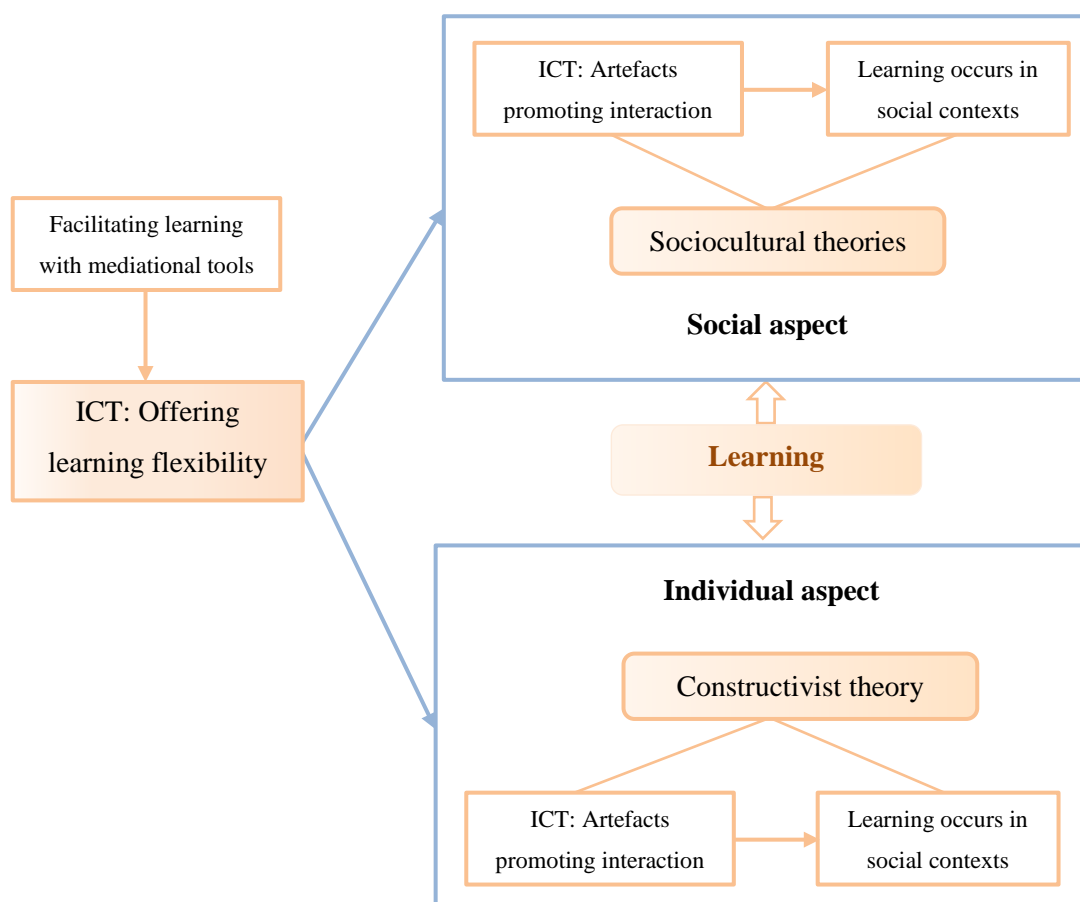 ICT: Artefacts
promoting interaction
Learning occurs in
social contexts
Sociocultural theories
Social aspect
Facilitating learning
with mediational tools
ICT: Offering
learning flexibility
Learning
Individual aspect
Constructivist theory
ICT: Artefacts
promoting interaction
Learning occurs in
social contexts